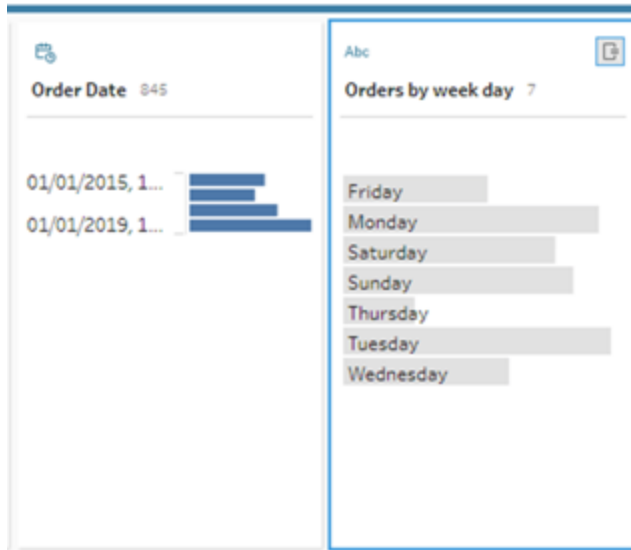 Order Date 845
01/01/2015, 1...
01/01/2019, 1...
Abc
Orders by week day 7
Friday
Monday
Saturday
Sunday
Thursday
Tuesday
Wednesday